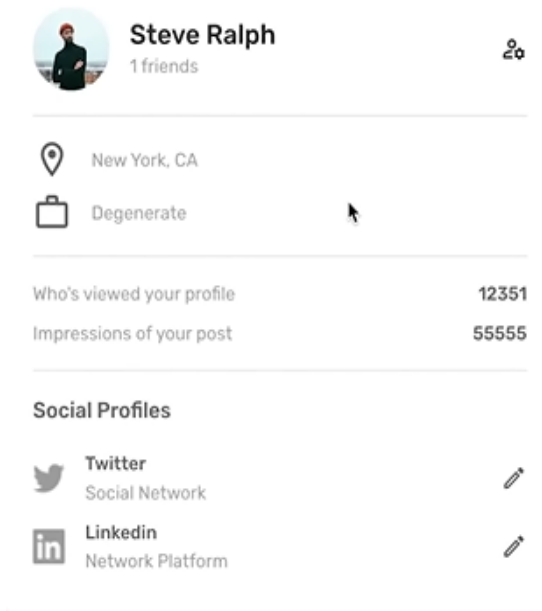 Steve Ralph
1 friends
New York, CA
Degenerate
Who's viewed your profile 12351
Impressions of your post 55555
Social Profiles
Twitter
Social Network
in Linkedin
Network Platform